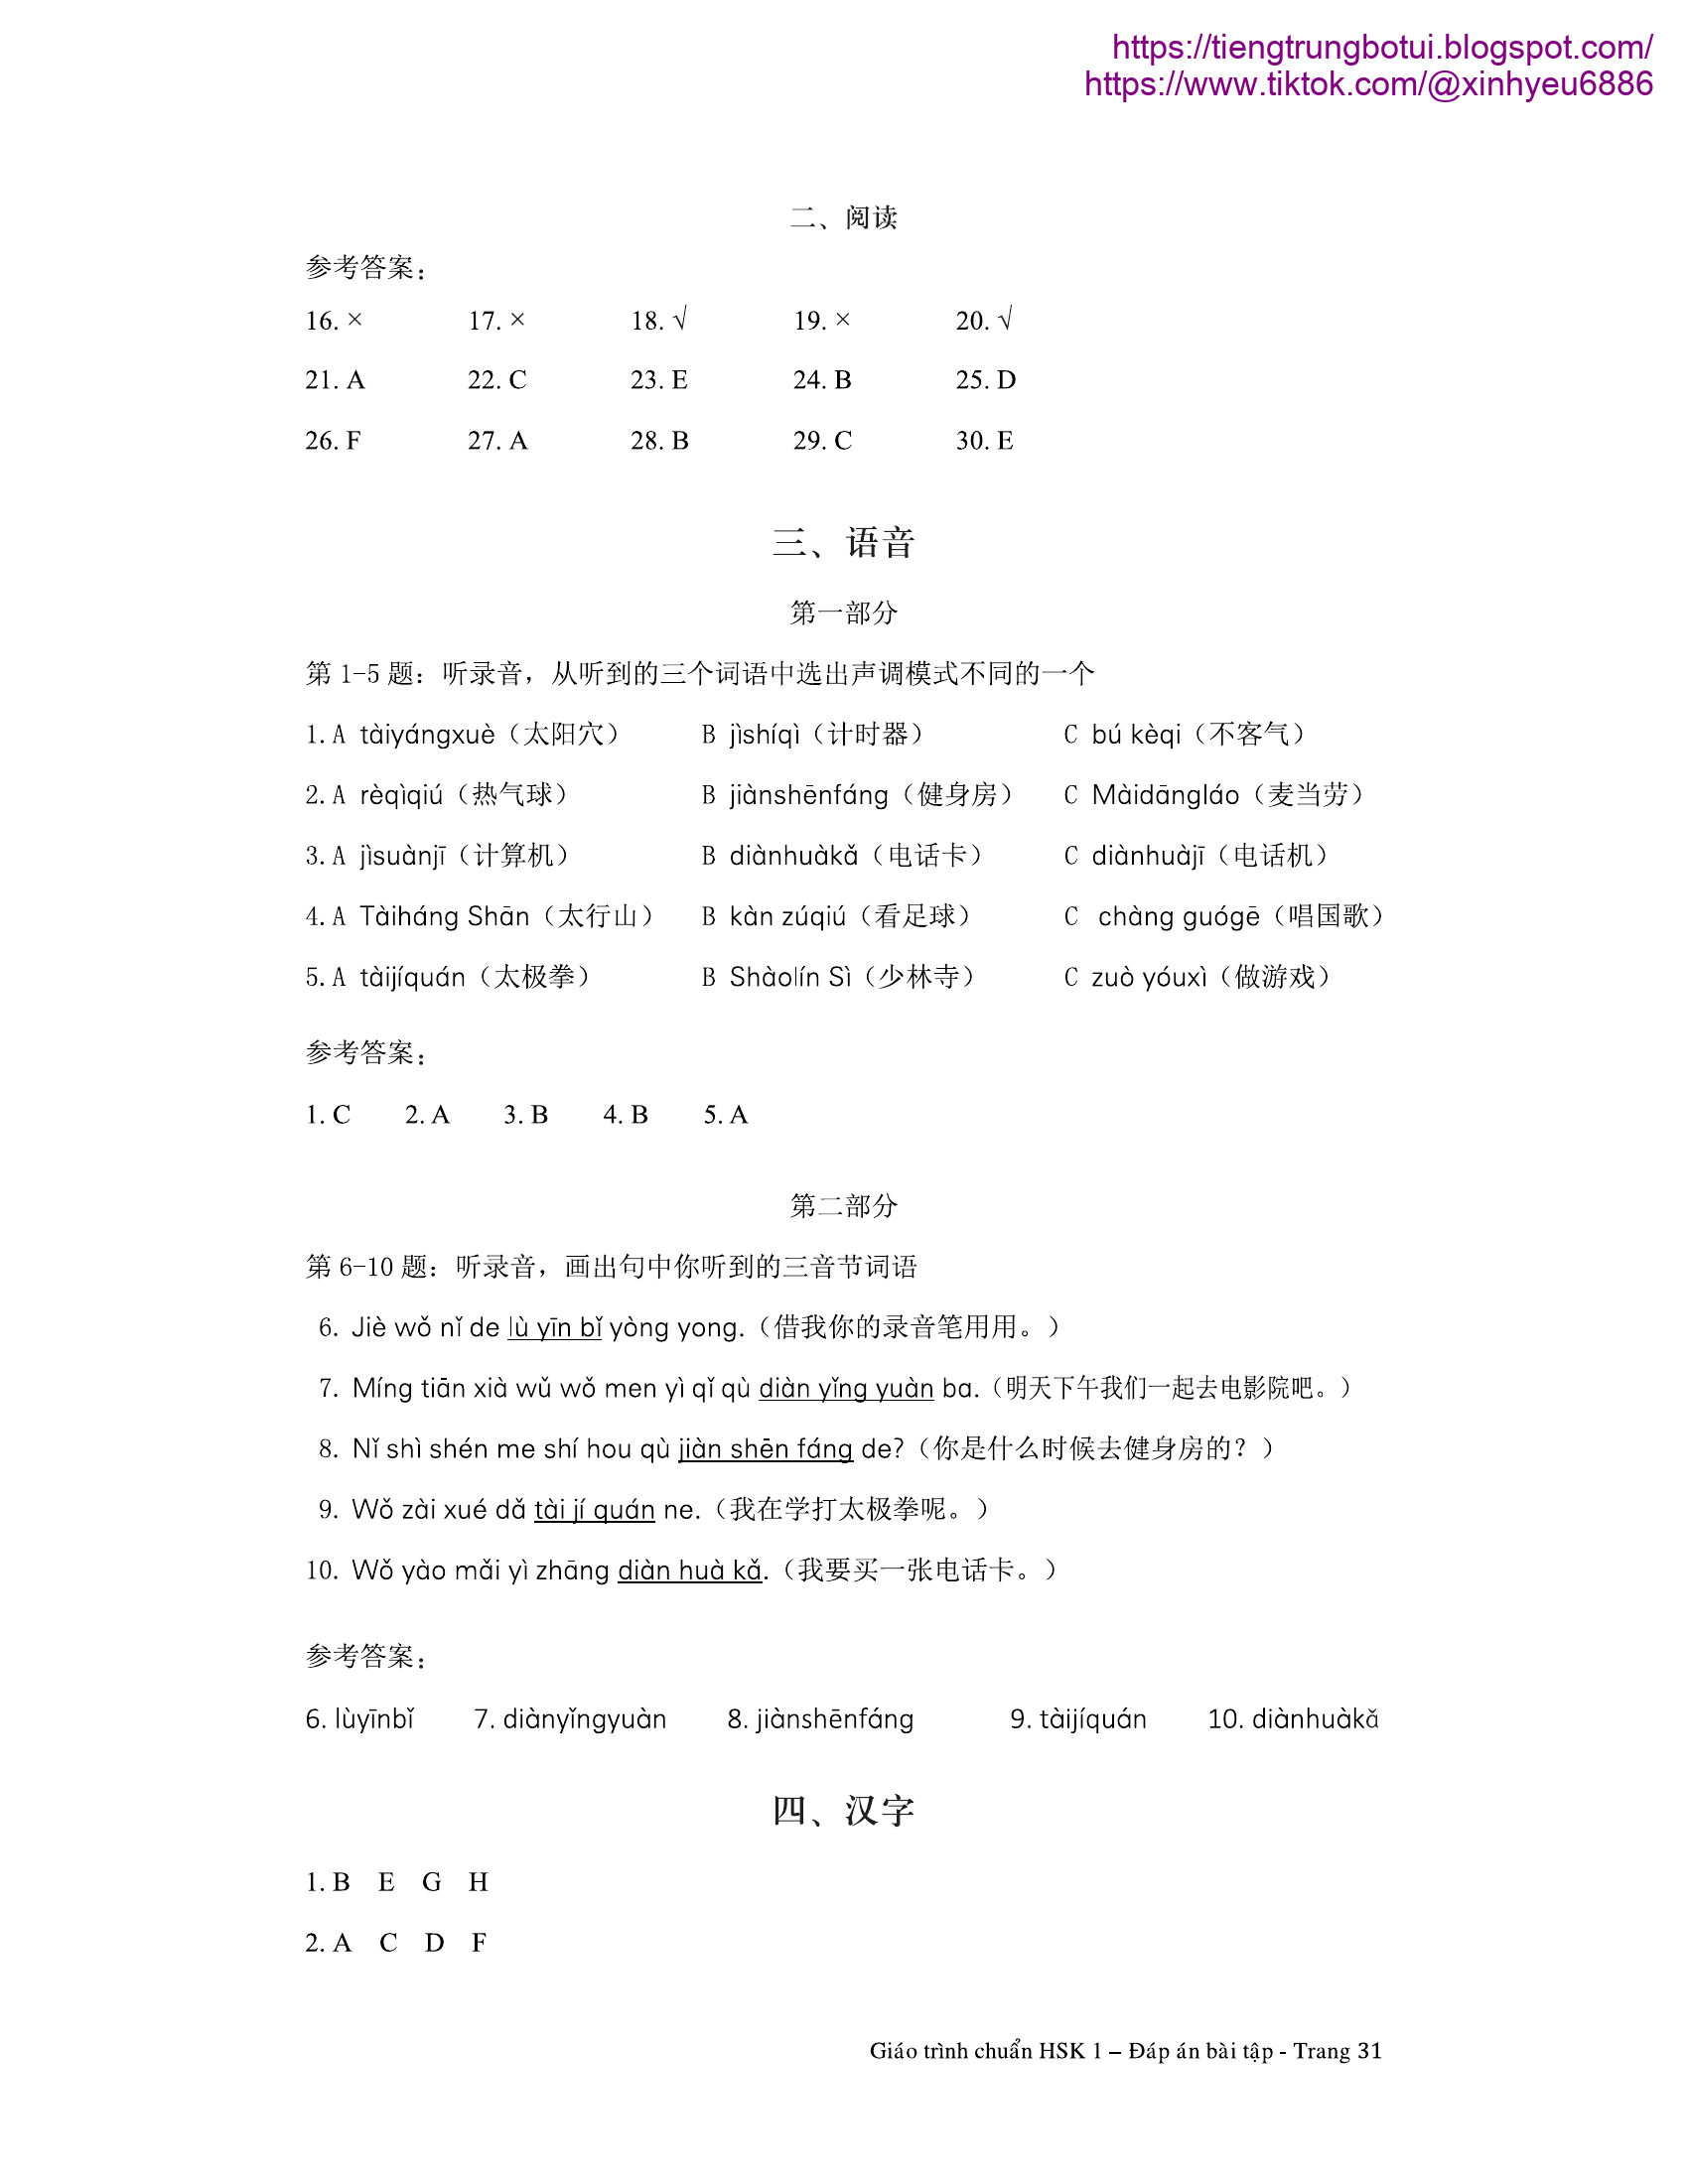 https://tiengtrungbotui.blogspot.com/
https://www.tiktok.com/@xinhyeu6886
二、阅读
参考答案：
16. × 17. × 18. √ 19. × 20. √
21. A 22. C 23. E 24. B 25. D
26. F 27. A 28. B 29. C 30. E
三、语音
第一部分
第 1-5 题：听录音，从听到的三个词语中选出声调模式不同的一个
1. A tàiyángxuè（太阳穴） B jìshíqì（计时器） C bú kèqi（不客气）
2. A rèqìqiú（热气球） B jiànshēnfáng（健身房） C Màidāngláo（麦当劳）
3. A jìsuànjī（计算机） B diànhuàkǎ（电话卡） C diànhuàjī（电话机）
4. A Tàiháng Shān（太行山） B kàn zúqiú（看足球） C chàng guógē（唱国歌）
5. A tàijíquán（太极拳） B Shàolín Sì（少林寺） C zuò yóuxì（做游戏）
参考答案：
1. C 2. A 3. B 4. B 5. A
第二部分
第 6-10 题：听录音，画出句中你听到的三音节词语
6. Jiè wǒ nǐ de lù yīn bǐ yòng yong.（借我你的录音笔用用。）
7. Míng tiān xià wǔ wǒ men yì qǐ qù diàn yǐng yuàn ba.（明天下午我们一起去电影院吧。）
8. Nǐ shì shén me shí hou qù jiàn shēn fáng de?（你是什么时候去健身房的？）
9. Wǒ zài xué dǎ tài jí quán ne.（我在学打太极拳呢。）
10. Wǒ yào mǎi yì zhāng diàn huà kǎ.（我要买一张电话卡。）
参考答案：
6. lùyīnbǐ 7. diànyǐngyuàn 8. jiànshēnfáng 9. tàijíquán 10. diànhuàkǎ
四、汉字
1. B E G H
2. A C D F
Giáo trình chuẩn HSK 1 – Đáp án bài tập - Trang 31